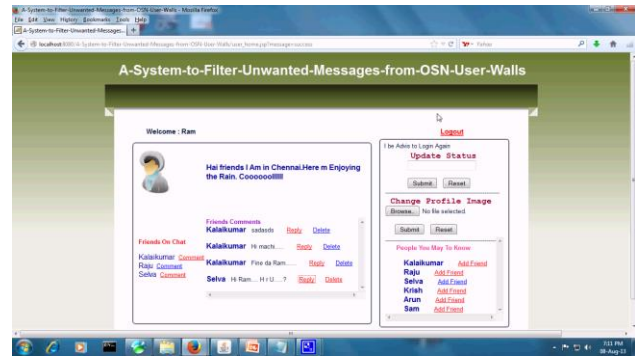 A-System-to-Filter-Unwanted-Messages-from-OSN-User-Walls - Mozilla Firefox
File Edit View History Bookmarks Tools Help
A-System-to-Filter-Unwanted-Messages...
localhost:8080/A-System-to-Filter-Unwanted-Messages-from-OSN-User-Walls/user_home.jsp?message=success
Yahoo
A-System-to-Filter-Unwanted-Messages-from-OSN-User-Walls
Welcome : Ram
Logout
Hai friends I Am in Chennai.Here m Enjoying
the Rain. Coooooolllll
Friends Comments
Kalaikumar sadasds Reply Delete
Kalaikumar Hi machi..... Reply Delete
Kalaikumar Fine da Ram...... Reply Delete
Selva Hi Ram... H r U.....? Reply Delete
Friends On Chat
Kalaikumar Comment
Raju Comment
Selva Comment
I be Advis to Login Again
Update Status
Submit Reset
Change Profile Image
Browse... No file selected.
Submit Reset
People You May To Know
Kalaikumar Add Friend
Raju Add Friend
Selva Add Friend
Krish Add Friend
Arun Add Friend
Sam Add Friend
7:11 PM
08-Aug-13